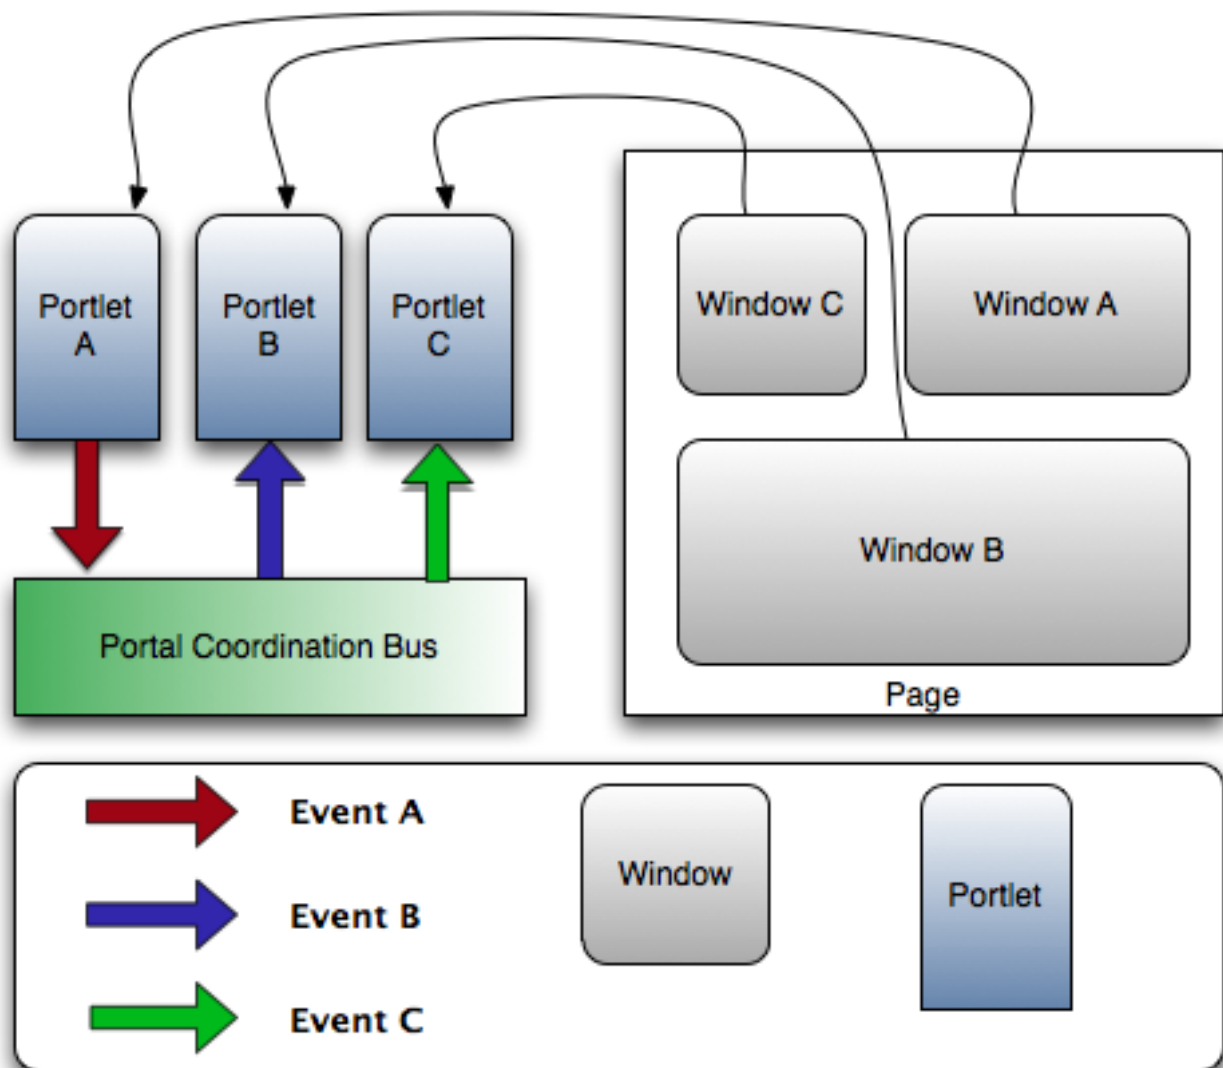 Portlet
A
Portlet
B
Portlet
C
Window C
Window A
Window B
Portal Coordination Bus
Page
Event A
Event B
Event C
Window
Portlet